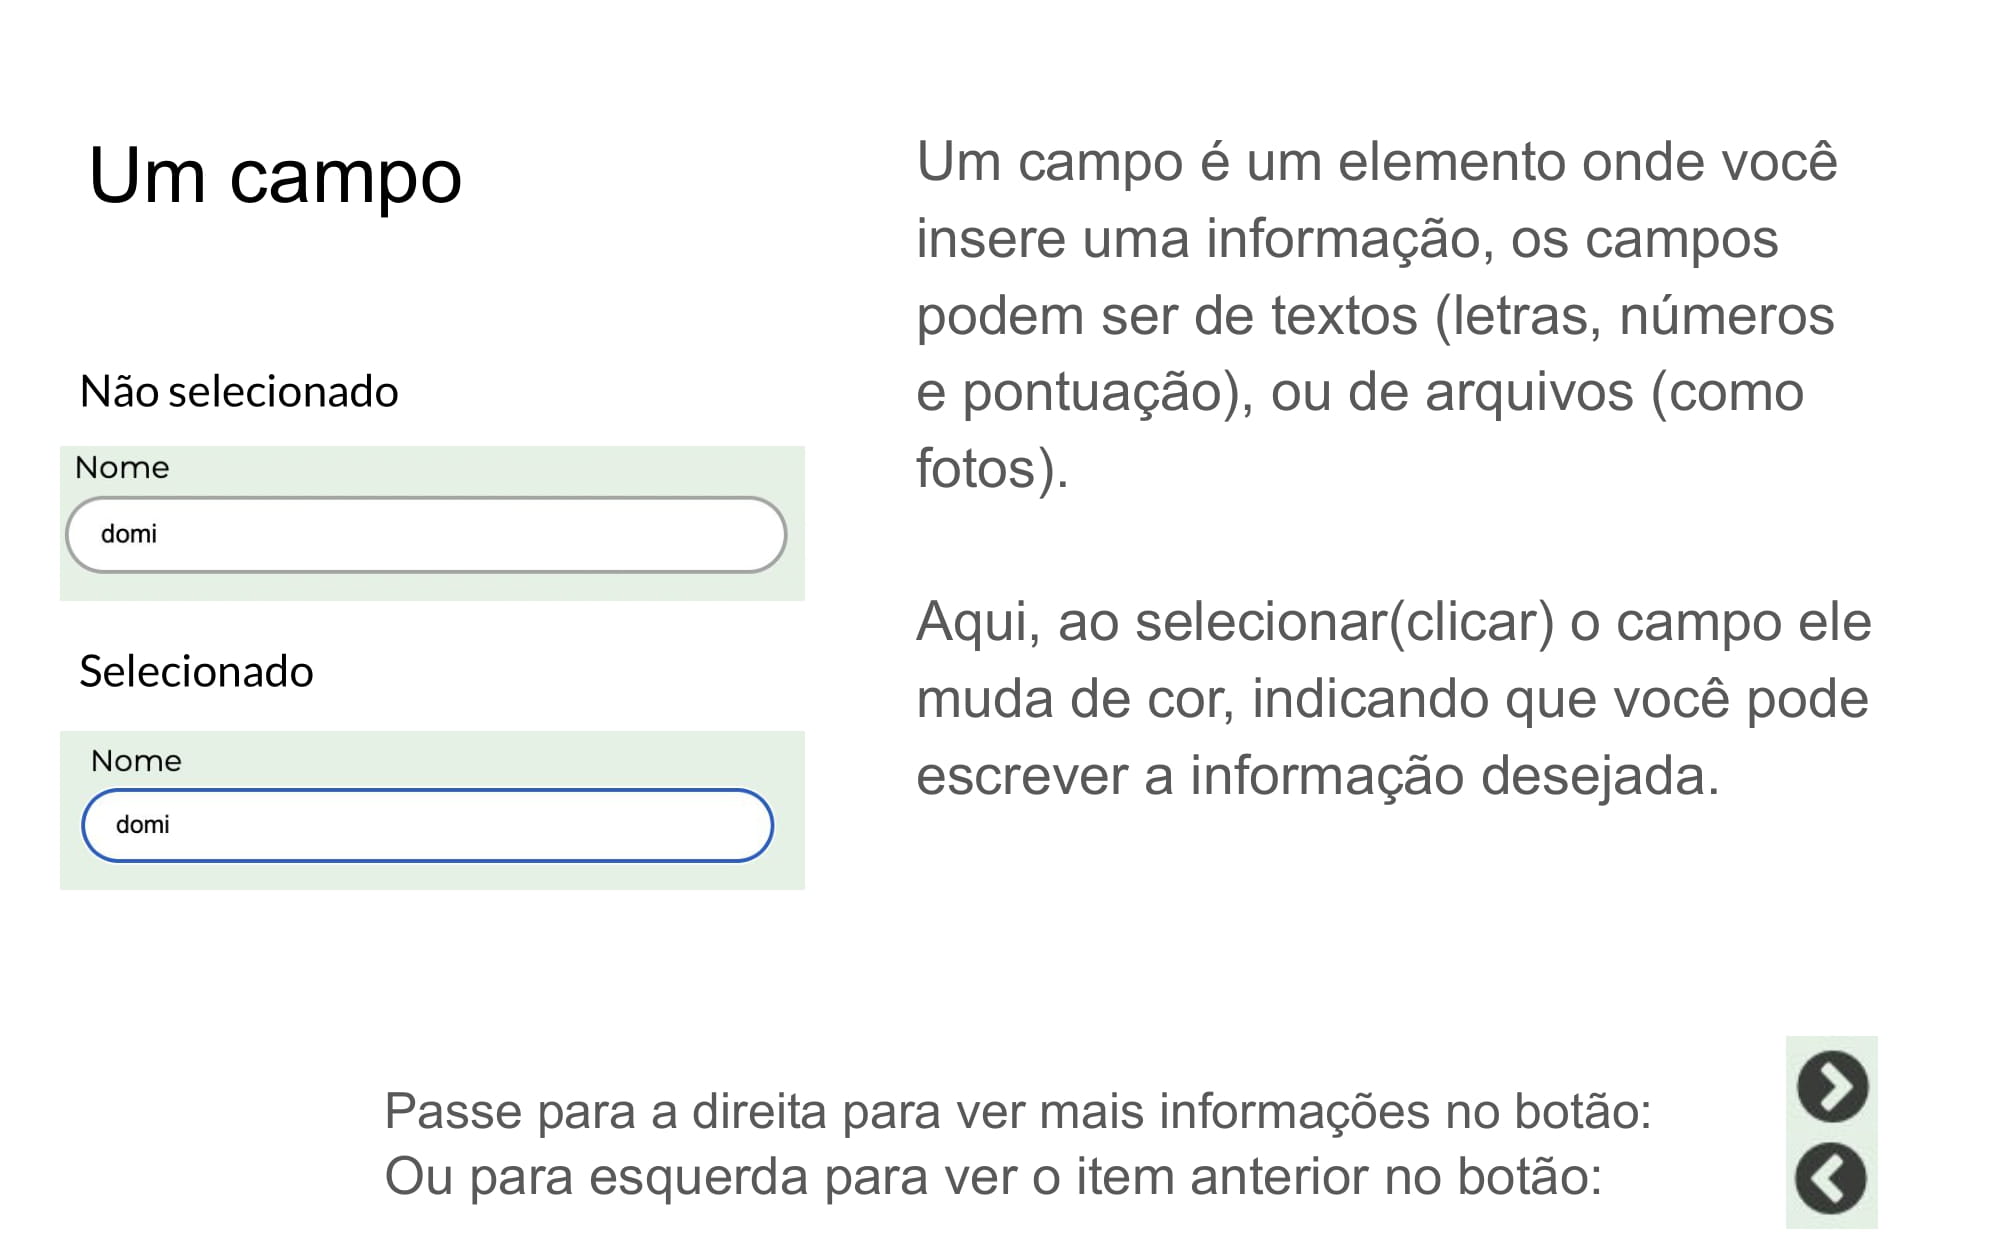 Um campo
Não selecionado
Nome
domi
Selecionado
Nome
domi
Um campo é um elemento onde você
insere uma informação, os campos
podem ser de textos (letras, números
e pontuação), ou de arquivos (como
fotos).
Aqui, ao selecionar(clicar) o campo ele
muda de cor, indicando que você pode
escrever a informação desejada.
Passe para a direita para ver mais informações no botão:
Ou para esquerda para ver o item anterior no botão: